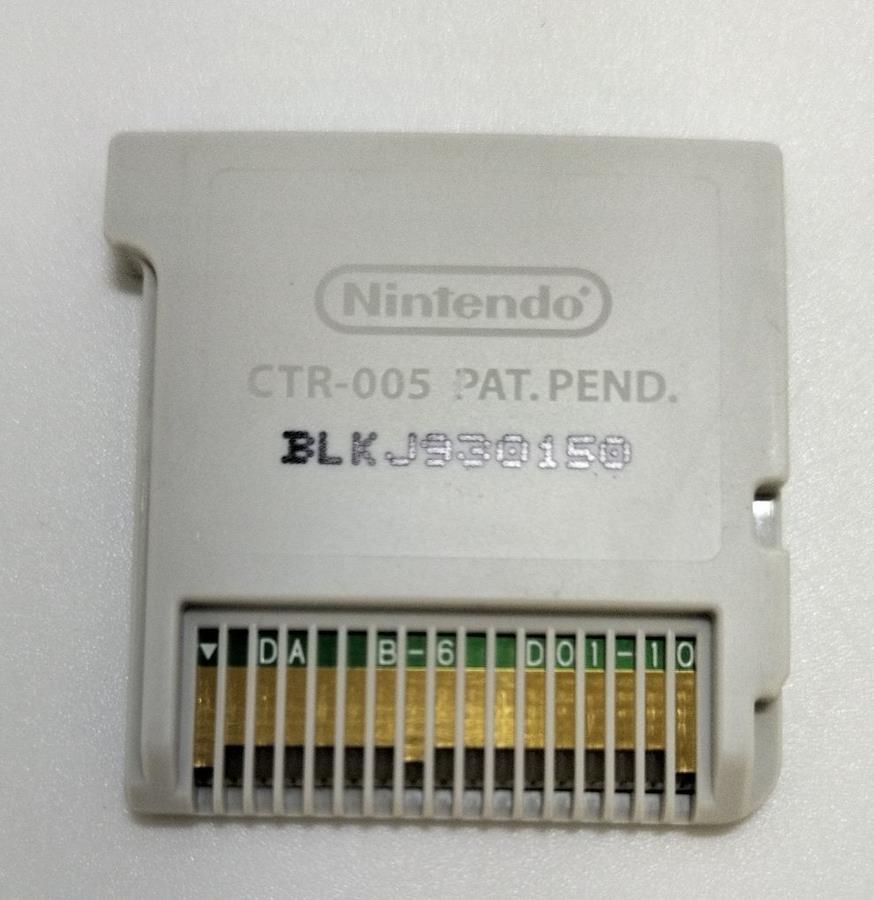 Nintendo®
CTR-005 PAT. PEND.
BLKJ930150
▼ DA B-6 D01-10